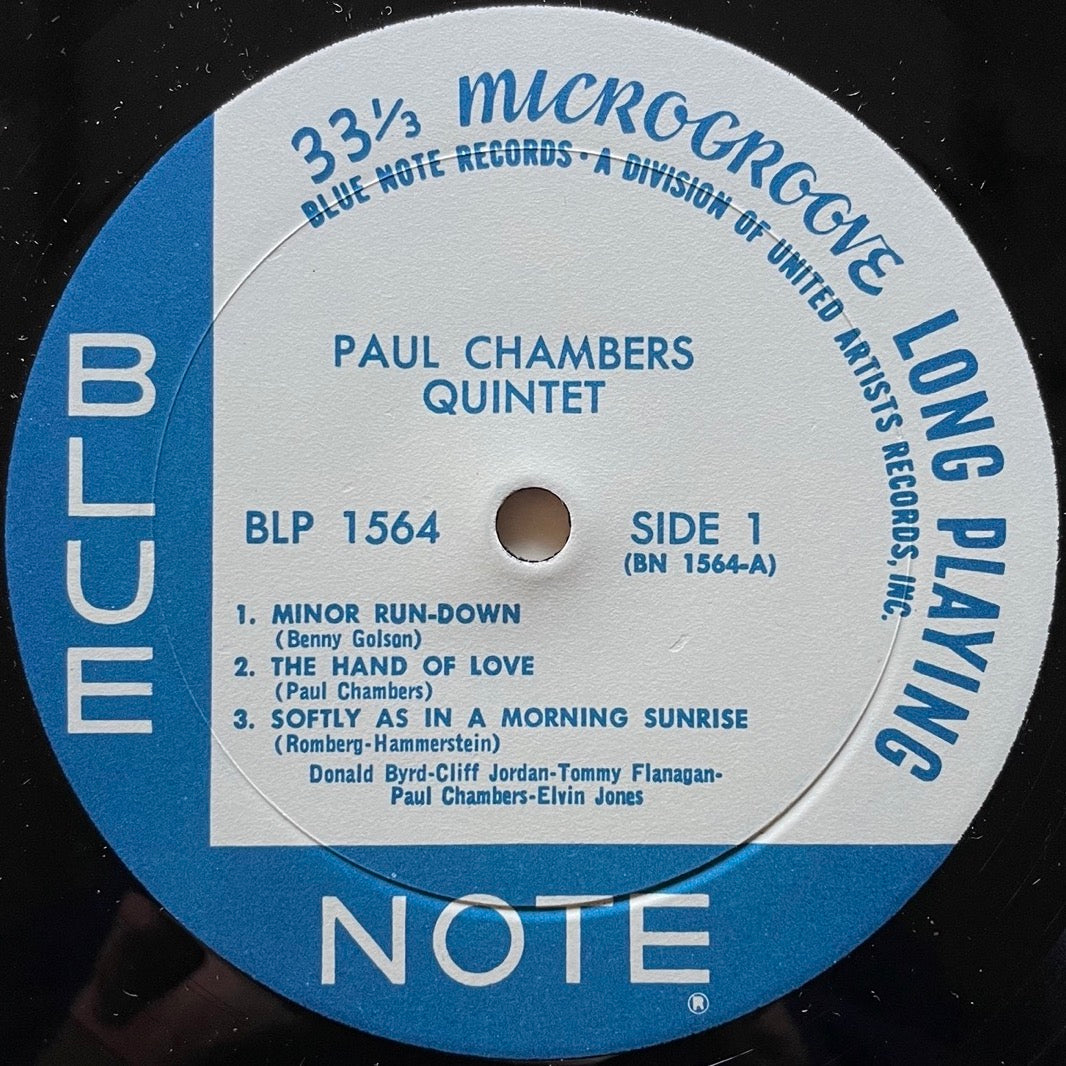 33⅓ MICROGROOVE LONG PLAYING
BLUE NOTE RECORDS · A DIVISION OF UNITED ARTISTS RECORDS, INC.
PAUL CHAMBERS
QUINTET
BLP 1564
SIDE 1
(BN 1564-A)
1. MINOR RUN-DOWN
(Benny Golson)
2. THE HAND OF LOVE
(Paul Chambers)
3. SOFTLY AS IN A MORNING SUNRISE
(Romberg-Hammerstein)
Donald Byrd-Cliff Jordan-Tommy Flanagan-
Paul Chambers-Elvin Jones
BLUE
NOTE
®